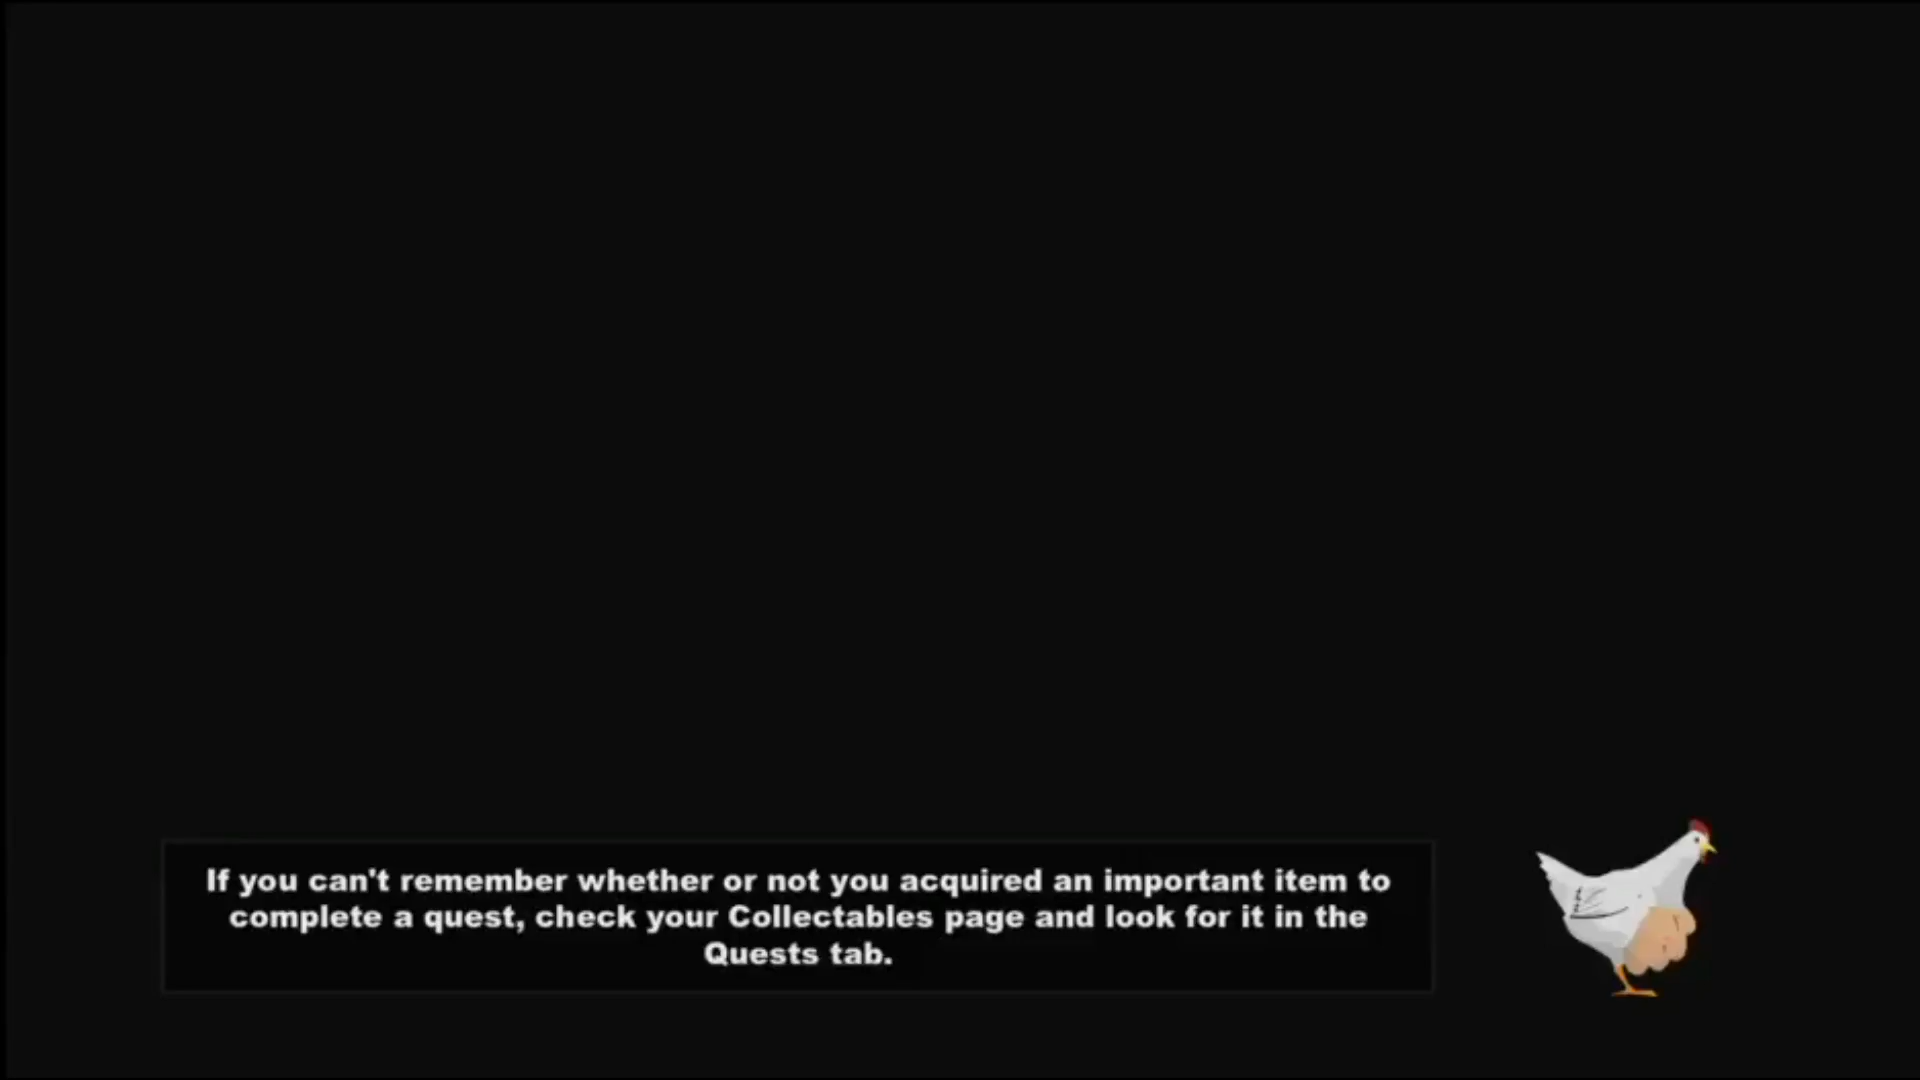 If you can't remember whether or not you acquired an important item to
complete a quest, check your Collectables page and look for it in the
Quests tab.